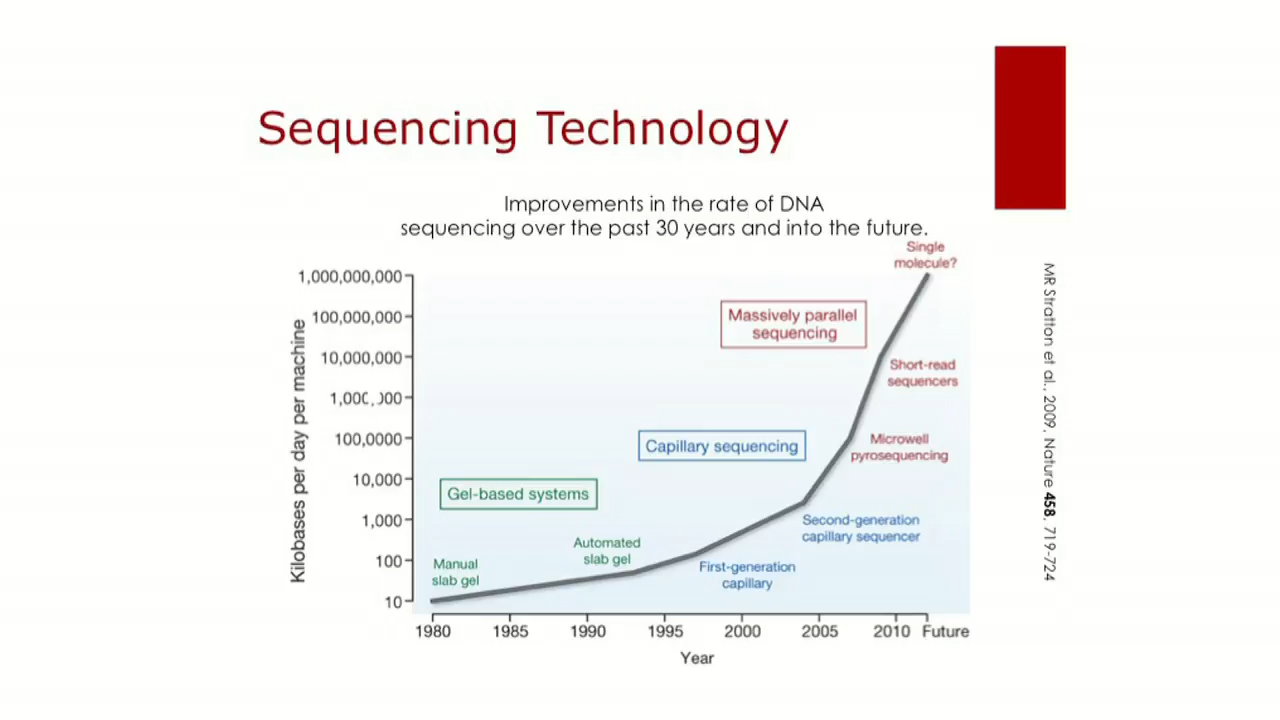 Sequencing Technology
Improvements in the rate of DNA
sequencing over the past 30 years and into the future.
Single
molecule?
1,000,000,000
100,000,000
10,000,000
100,0000
10,000
1,000
100
10
Kilobases per day per machine
Massively parallel
sequencing
Short-read
sequencers
Capillary sequencing
Microwell
pyrosequencing
Gel-based systems
Second-generation
capillary sequencer
Automated
slab gel
Manual
slab gel
First-generation
capillary
1980 1985 1990 1995 2000 2005 2010 Future
Year
MR Stratton et al., 2009. Nature 458, 719-724